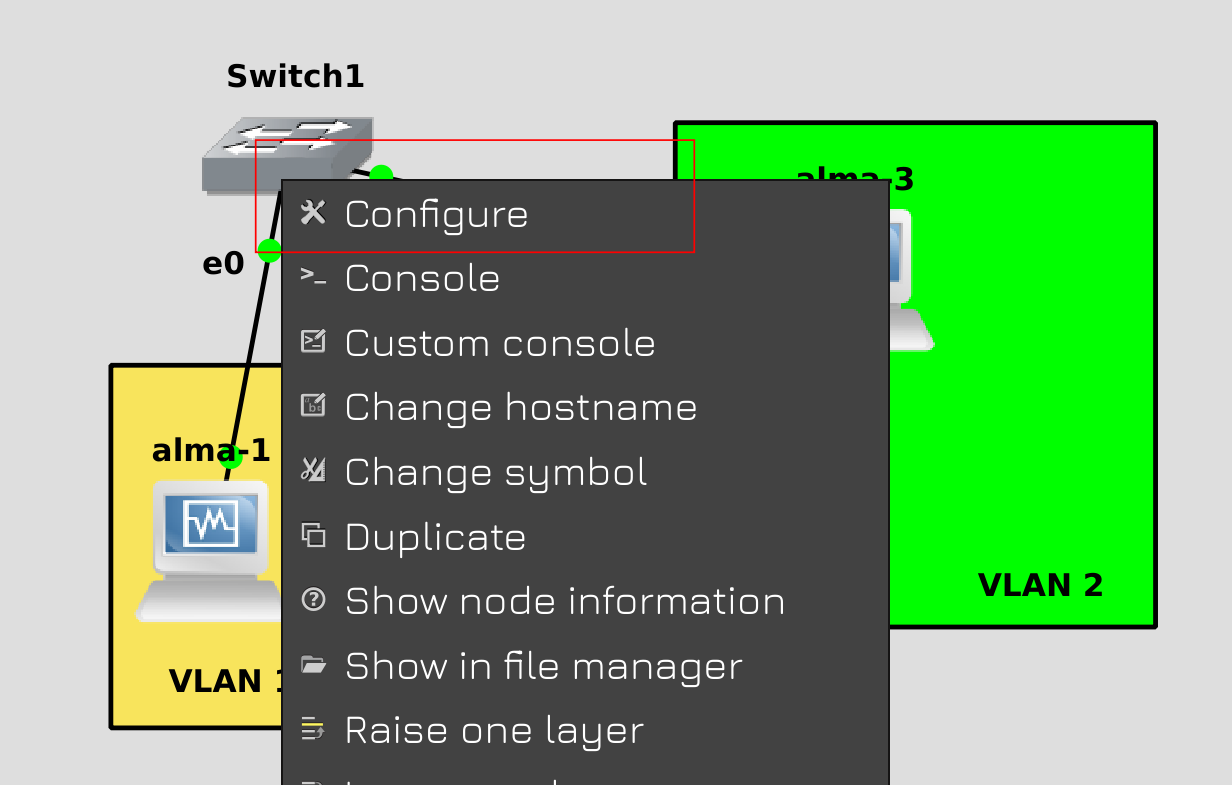 Switch1
alma-3
Configure
e0
Console
Custom console
Change hostname
alma-1
Change symbol
Duplicate
VLAN 2
Show node information
Show in file manager
VLAN 1
Raise one layer